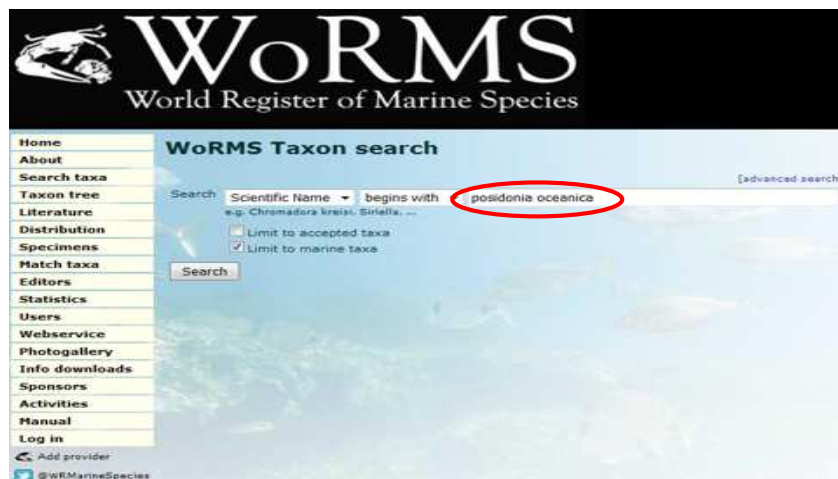 WoRMS
World Register of Marine Species
Home
About
Search taxa
Taxon tree
Literature
Distribution
Specimens
Match taxa
Editors
Statistics
Users
Webservice
Photogallery
Info downloads
Sponsors
Activities
Manual
Log in
Add provider
@WRMarineSpecies
WoRMS Taxon search
[advanced search
Search Scientific Name begins with posidonia oceanica
e.g. Chromadora kreisi, Siriella, ...
Limit to accepted taxa
Limit to marine taxa
Search